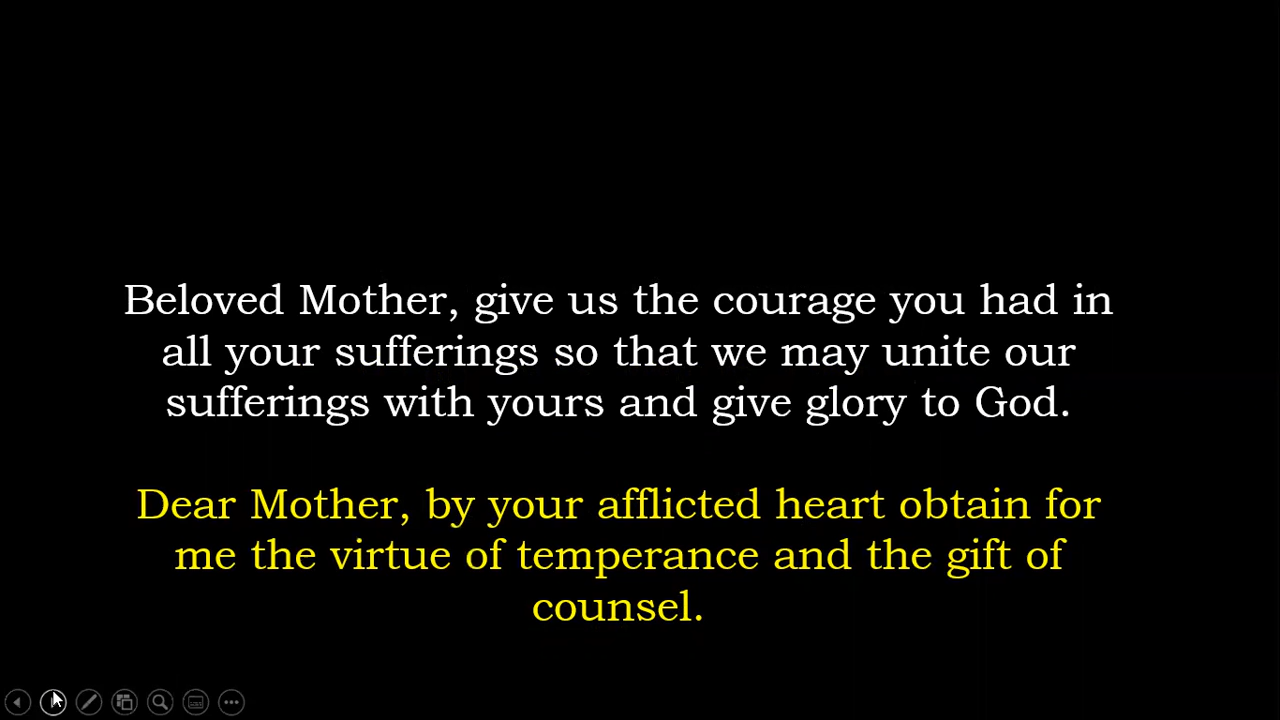 Beloved Mother, give us the courage you had in
all your sufferings so that we may unite our
sufferings with yours and give glory to God.
Dear Mother, by your afflicted heart obtain for
me the virtue of temperance and the gift of
counsel.